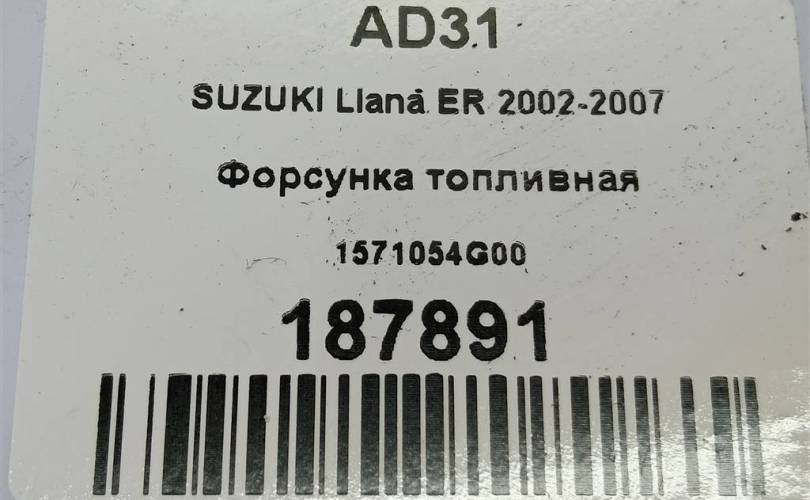 AD31
SUZUKI Liana ER 2002-2007
Форсунка топливная
1571054G00
187891